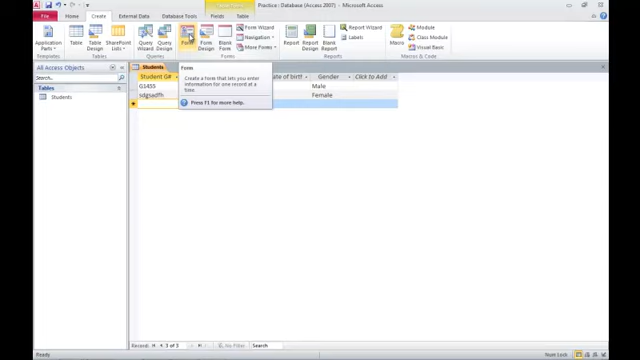 Practice : Database (Access 2007) - Microsoft Access
File Home Create External Data Database Tools Fields Table
Application Parts
Table
Table Design
SharePoint Lists
Query Wizard
Query Design
Form
Form Design
Blank Form
Form Wizard
Navigation
More Forms
Report
Report Design
Blank Report
Report Wizard
Labels
Macro
Module
Class Module
Visual Basic
Templates Tables Queries Forms Reports Macros & Code
All Access Objects
Search...
Tables
Students
Students
Student G# Date of birth Gender Click to Add
G1455 Male
sdgsadfh Female
Form
Create a form that lets you enter
information for one record at a
time.
Press F1 for more help.
Record: 3 of 3 No Filter Search
Ready
Num Lock